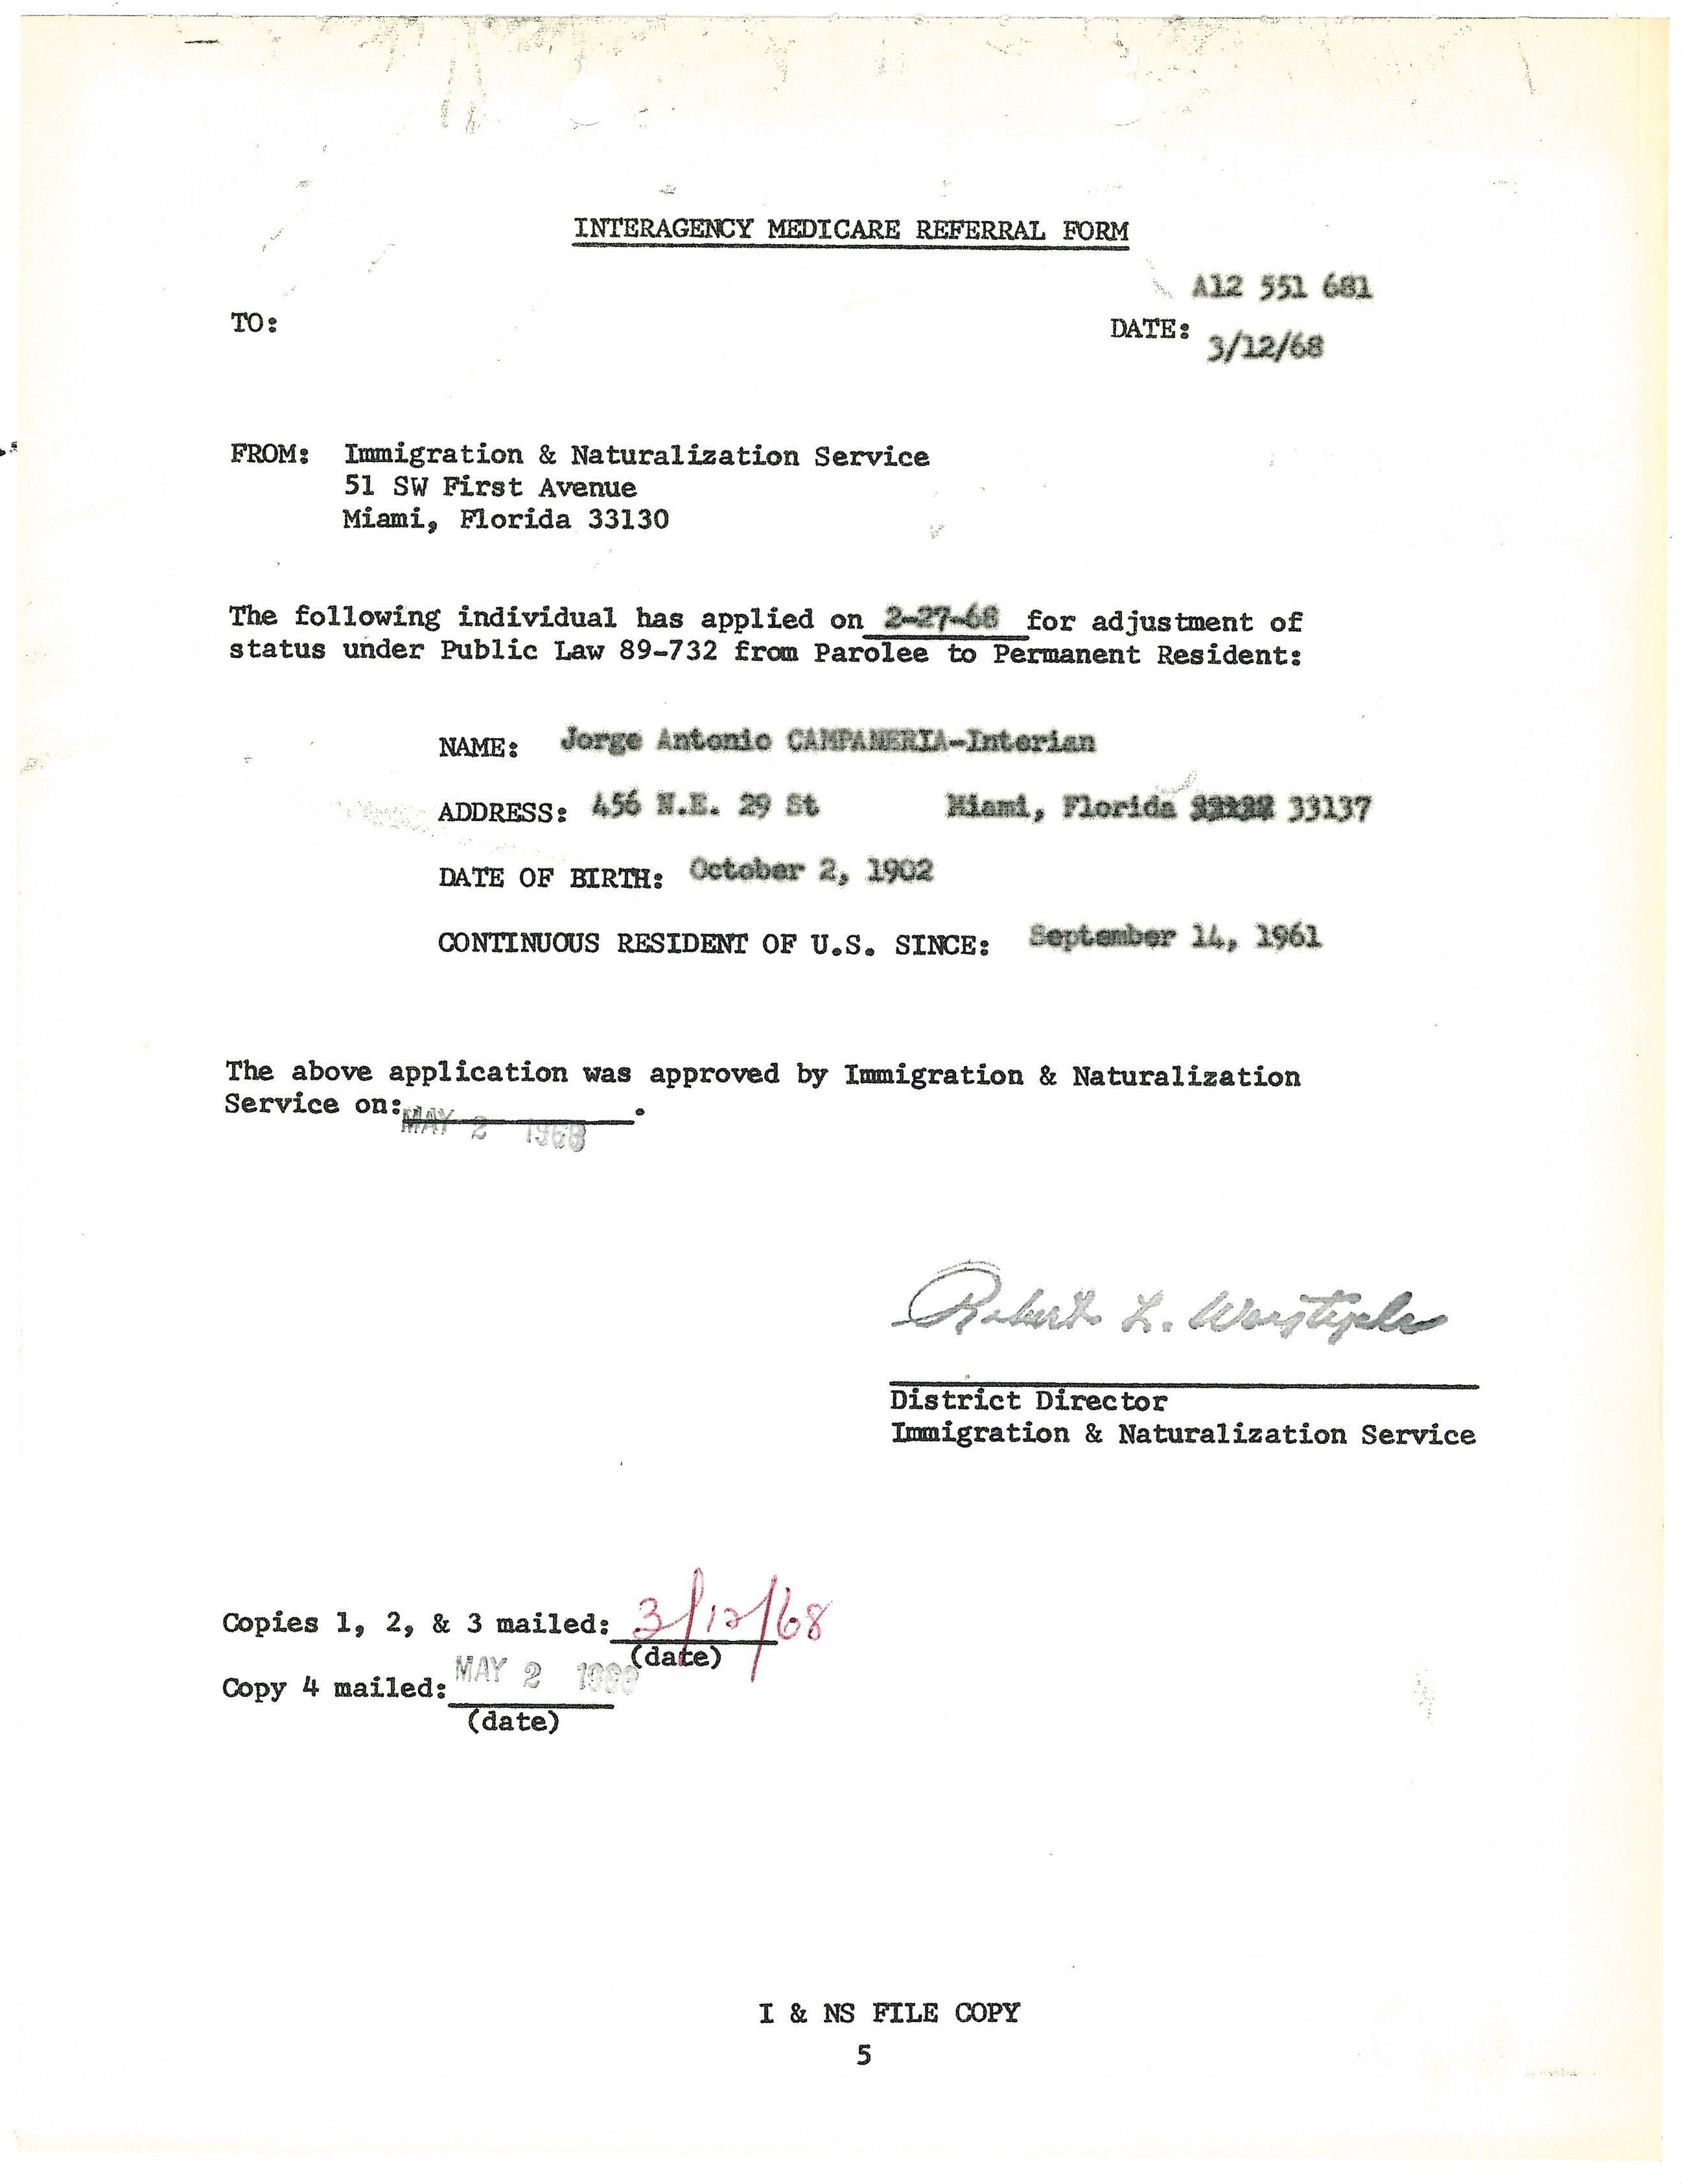 INTERAGENCY MEDICARE REFERRAL FORM
A12 551 681
TO:
DATE: 3/12/68
FROM: Immigration & Naturalization Service
51 SW First Avenue
Miami, Florida 33130
The following individual has applied on 2-27-68 for adjustment of
status under Public Law 89-732 from Parolee to Permanent Resident:
NAME: Jorge Antonio CAMPANERIA-Interian
ADDRESS: 456 N.E. 29 St Miami, Florida 33137
DATE OF BIRTH: October 2, 1902
CONTINUOUS RESIDENT OF U.S. SINCE: September 14, 1961
The above application was approved by Immigration & Naturalization
Service on: MAY 2 1968.
Robert L.
District Director
Immigration & Naturalization Service
Copies 1, 2, & 3 mailed: 3/12/68
(date)
Copy 4 mailed: MAY 2 1968
(date)
I & NS FILE COPY
5